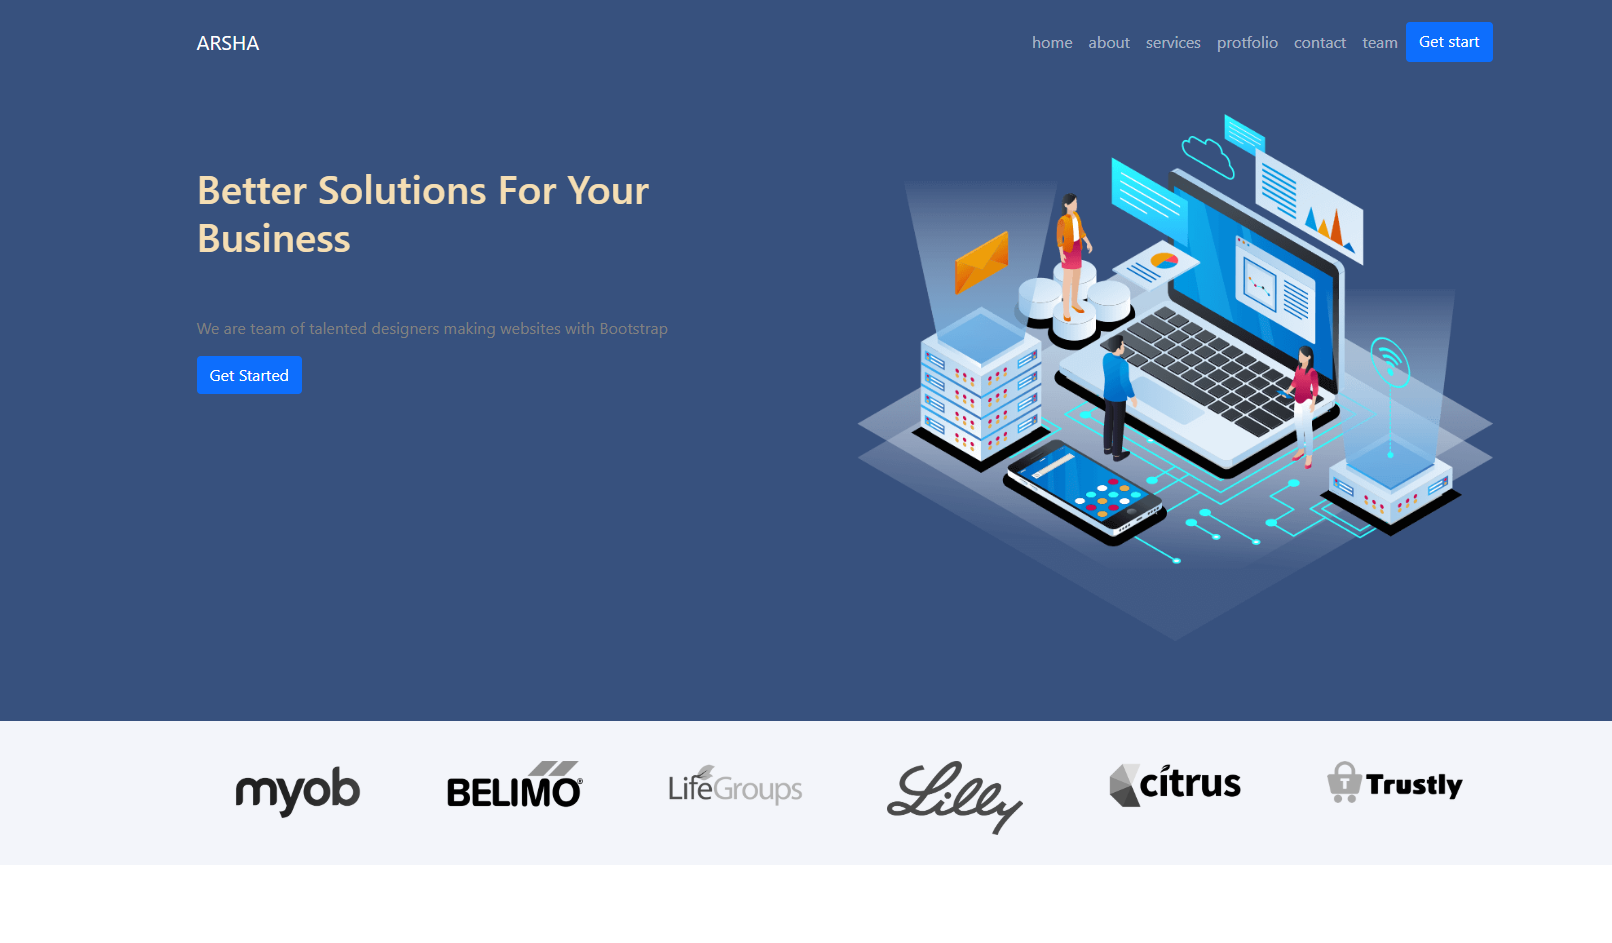 ARSHA
home about services protfolio contact team Get start
Better Solutions For Your
Business
We are team of talented designers making websites with Bootstrap
Get Started
myob
BELIMO®
LifeGroups
Lilly
citrus
T Trustly